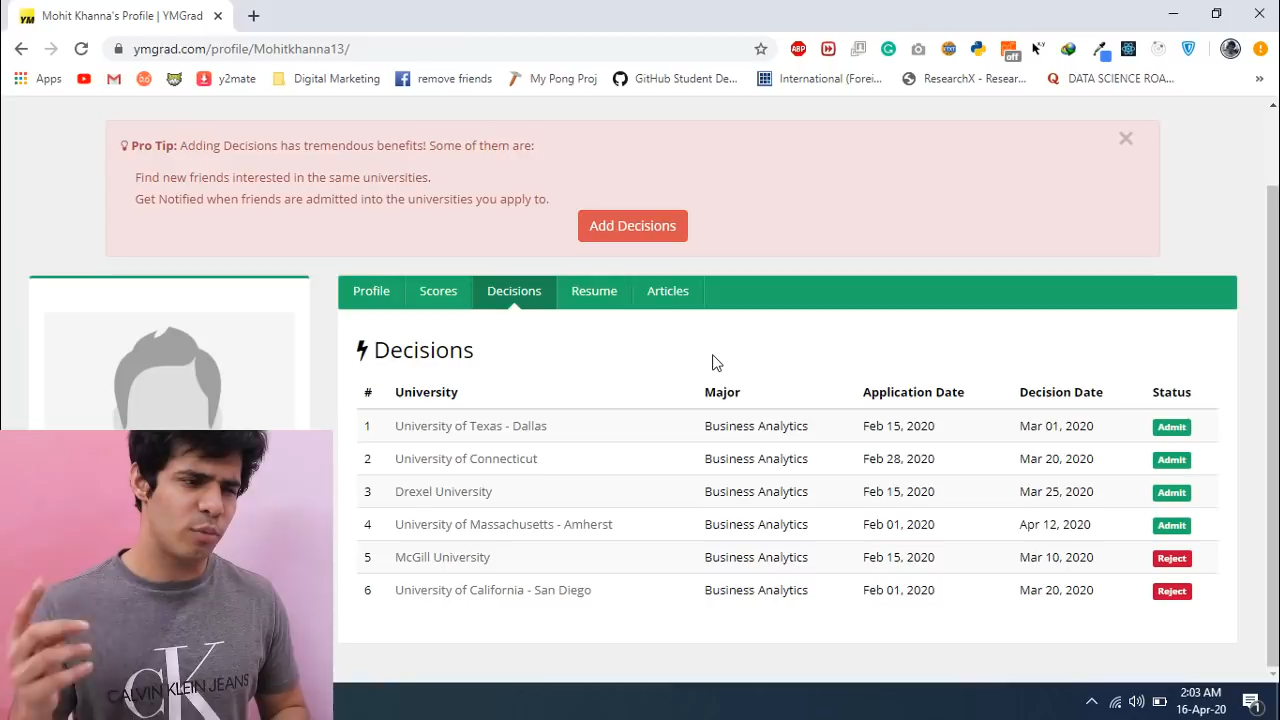 YM Mohit Khanna's Profile | YMGrad
ymgrad.com/profile/Mohitkhanna13/
ABP off
Apps y2mate Digital Marketing remove friends My Pong Proj GitHub Student De... International (Forei... ResearchX - Resear... Q DATA SCIENCE ROA... »
Pro Tip: Adding Decisions has tremendous benefits! Some of them are:
Find new friends interested in the same universities.
Get Notified when friends are admitted into the universities you apply to.
Add Decisions
Profile Scores Decisions Resume Articles
Decisions
# University Major Application Date Decision Date Status
1 University of Texas - Dallas Business Analytics Feb 15, 2020 Mar 01, 2020 Admit
2 University of Connecticut Business Analytics Feb 28, 2020 Mar 20, 2020 Admit
3 Drexel University Business Analytics Feb 15, 2020 Mar 25, 2020 Admit
4 University of Massachusetts - Amherst Business Analytics Feb 01, 2020 Apr 12, 2020 Admit
5 McGill University Business Analytics Feb 15, 2020 Mar 10, 2020 Reject
6 University of California - San Diego Business Analytics Feb 01, 2020 Mar 20, 2020 Reject
CK
CALVIN KLEIN JEANS
2:03 AM
16-Apr-20
1